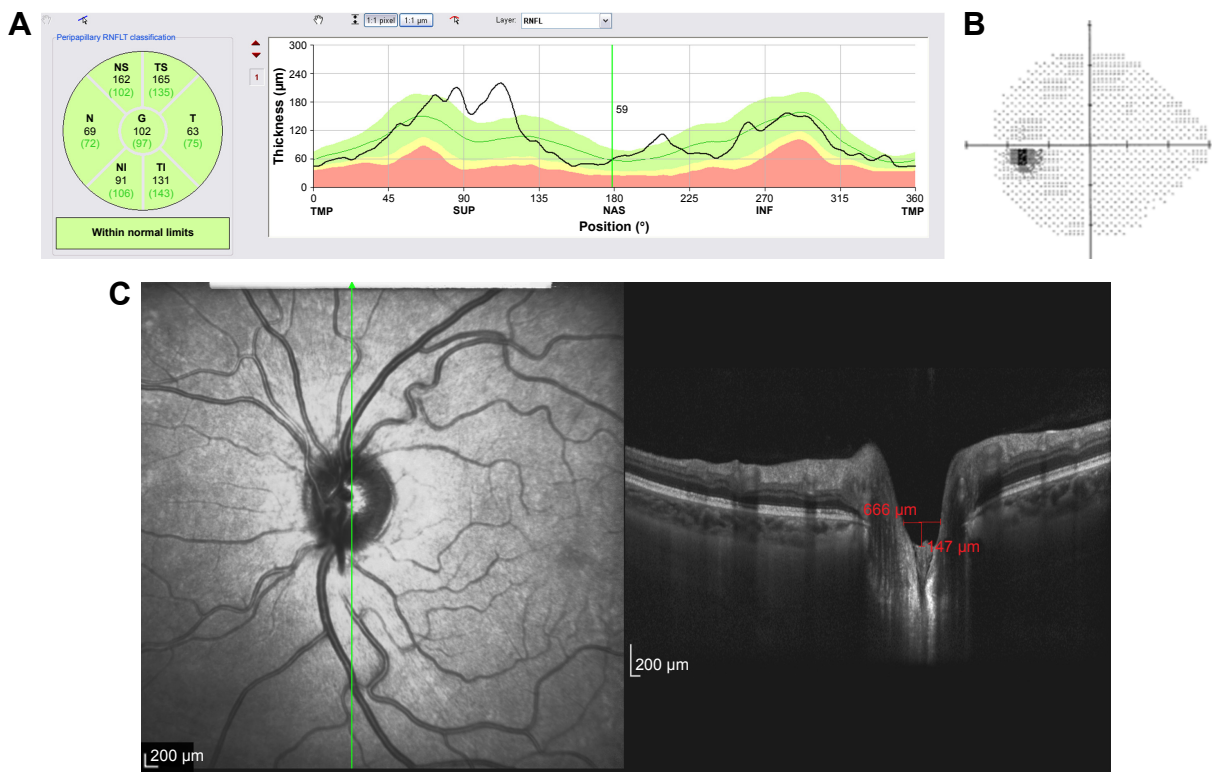 A
B
1:1 pixel
1:1 µm
Layer:
RNFL
Peripapillary RNFLT classification
NS
162
(102)
TS
165
(135)
N
69
(72)
G
102
(97)
T
63
(75)
NI
91
(106)
TI
131
(143)
Within normal limits
1
Thickness (µm)
300
240
180
120
60
0
59
0
45
90
135
180
225
270
315
360
TMP
SUP
NAS
INF
TMP
Position (°)
C
666 µm
147 µm
200 µm
200 µm